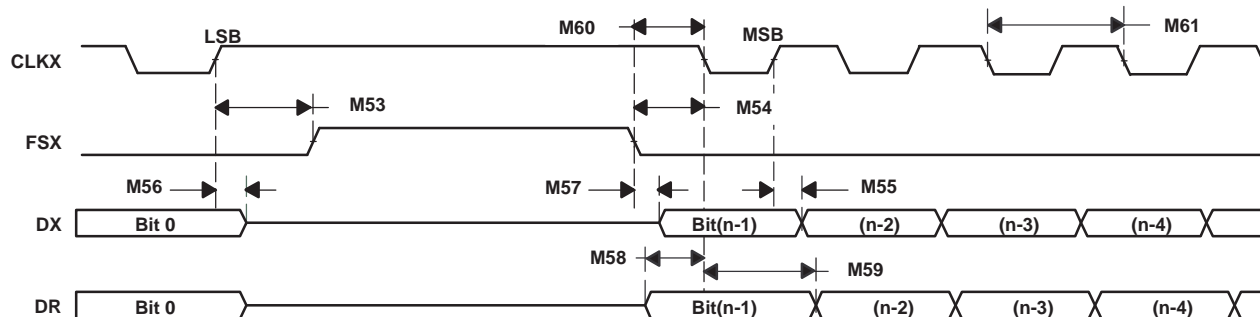 M60 M61
LSB MSB
CLKX
M53 M54
FSX
M56 M57 M55
DX Bit 0 Bit(n-1) (n-2) (n-3) (n-4)
M58 M59
DR Bit 0 Bit(n-1) (n-2) (n-3) (n-4)